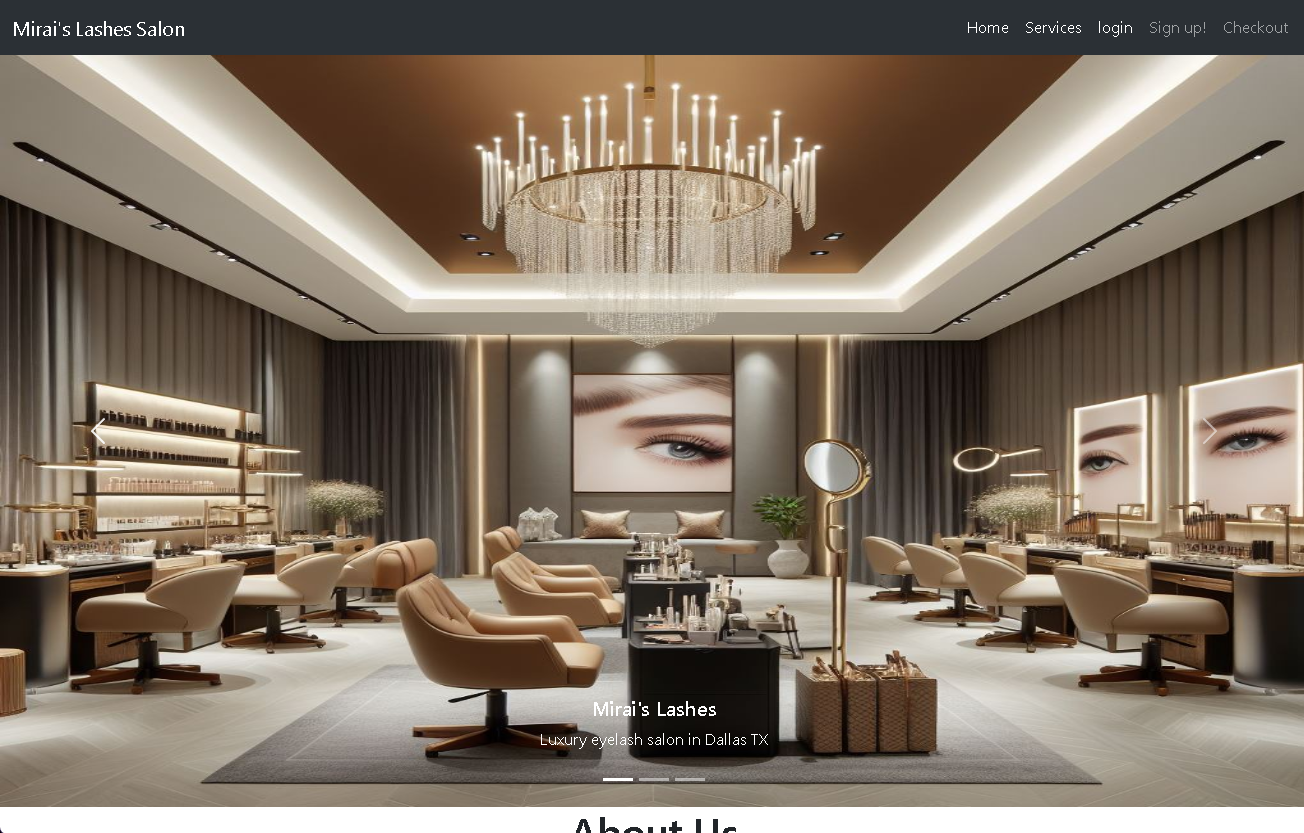 Mirai's Lashes Salon
Home Services login Sign up! Checkout
Mirai's Lashes
Luxury eyelash salon in Dallas TX
About Us